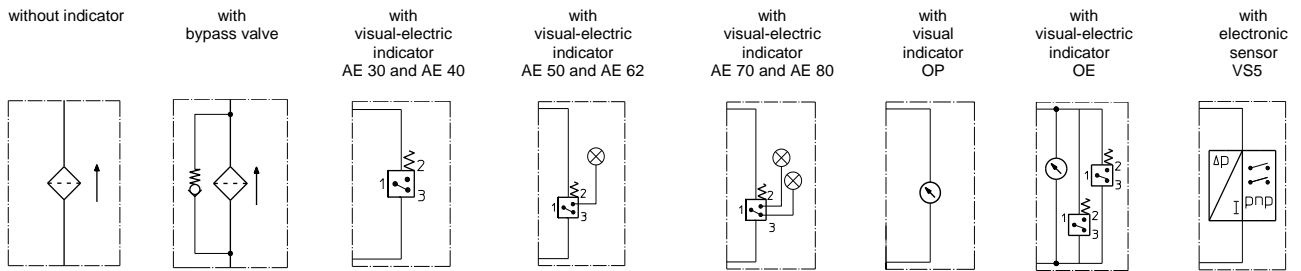 without indicator
with
bypass valve
with
visual-electric
indicator
AE 30 and AE 40
with
visual-electric
indicator
AE 50 and AE 62
with
visual-electric
indicator
AE 70 and AE 80
with
visual
indicator
OP
with
visual-electric
indicator
OE
with
electronic
sensor
VS5
1
2
3
1
2
3
1
2
3
1
2
3
1
2
3
Δp
I
pnp